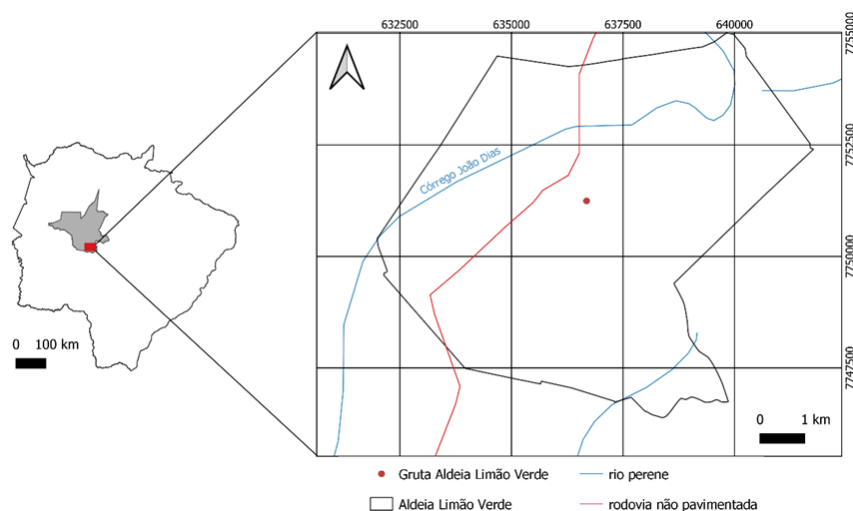 632500 635000 637500 640000
7755000
7752500
7750000
7747500
Córrego João Dias
0 100 km
0 1 km
Gruta Aldeia Limão Verde
rio perene
Aldeia Limão Verde
rodovia não pavimentada